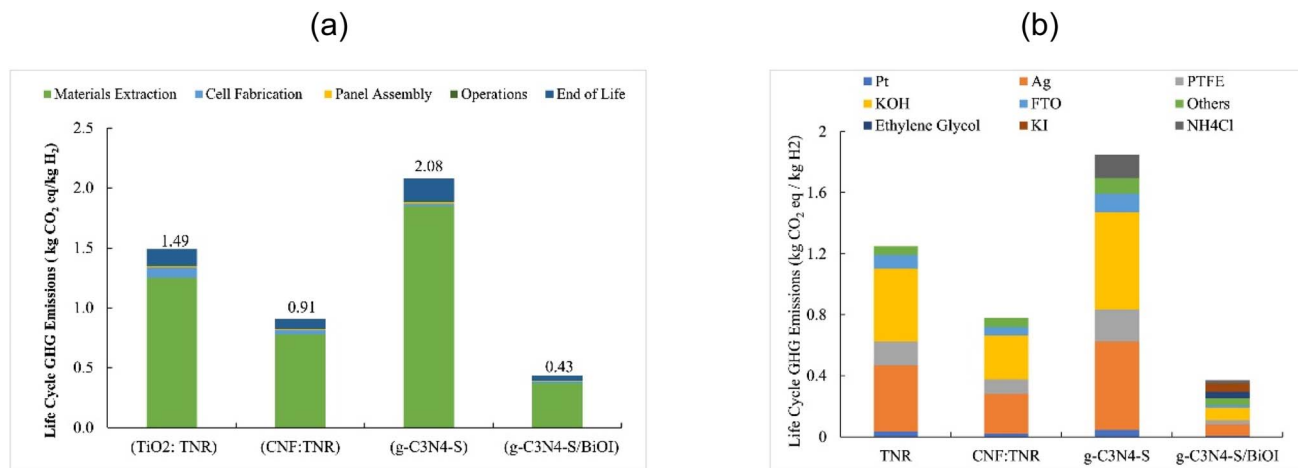 (a)
(b)
Materials Extraction Cell Fabrication Panel Assembly Operations End of Life
Life Cycle GHG Emissions ( kg CO2 eq/kg H2)
2.5
2.0
1.5
1.0
0.5
0.0
1.49
0.91
2.08
0.43
(TiO2: TNR) (CNF:TNR) (g-C3N4-S) (g-C3N4-S/BiOI)
Pt Ag PTFE
KOH FTO Others
Ethylene Glycol KI NH4Cl
Life Cycle GHG Emissions (kg CO2 eq / kg H2)
2
1.6
1.2
0.8
0.4
0
TNR CNF:TNR g-C3N4-S g-C3N4-S/BiOI